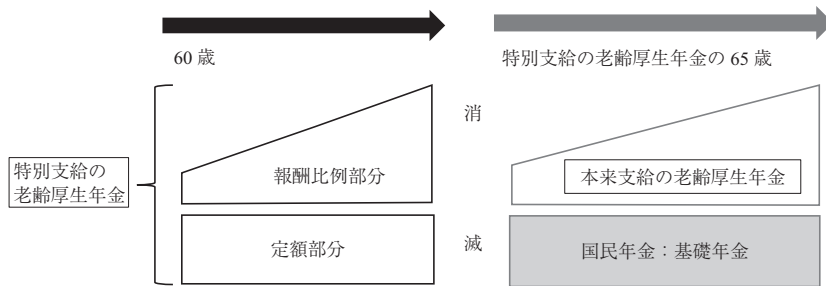 60 歳
特別支給の老齢厚生年金の 65 歳
消
特別支給の
老齢厚生年金
報酬比例部分
本来支給の老齢厚生年金
滅
定額部分
国民年金：基礎年金